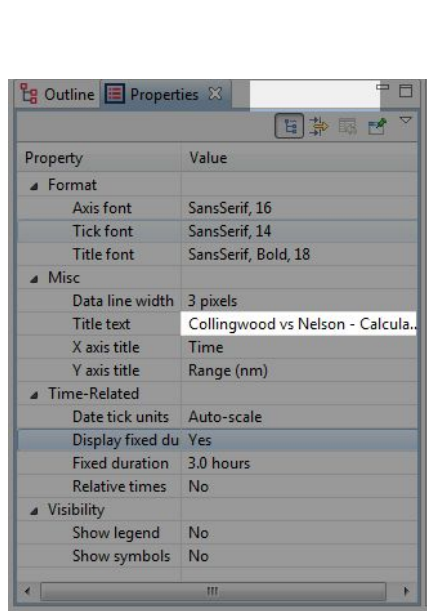 Outline Properties
Property Value
Format
Axis font SansSerif, 16
Tick font SansSerif, 14
Title font SansSerif, Bold, 18
Misc
Data line width 3 pixels
Title text Collingwood vs Nelson - Calcula..
X axis title Time
Y axis title Range (nm)
Time-Related
Date tick units Auto-scale
Display fixed du Yes
Fixed duration 3.0 hours
Relative times No
Visibility
Show legend No
Show symbols No